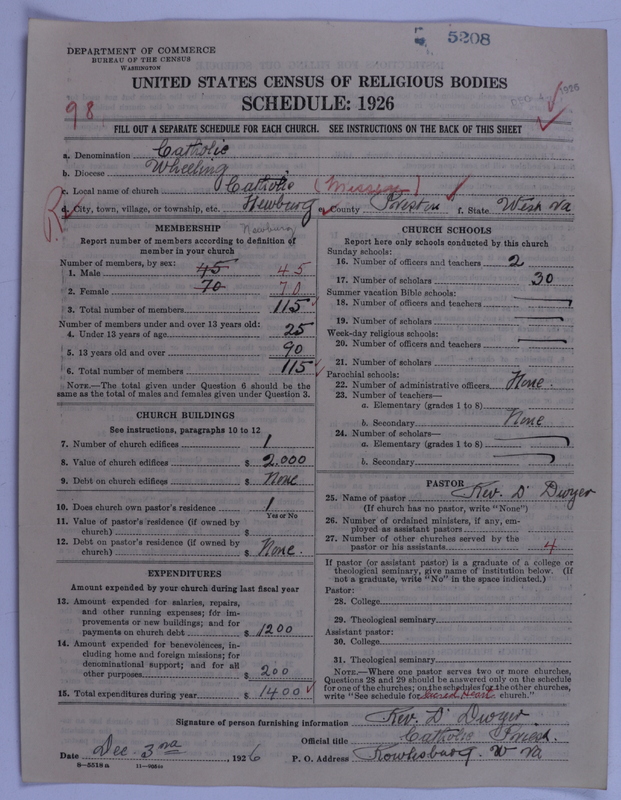 DEPARTMENT OF COMMERCE
BUREAU OF THE CENSUS
WASHINGTON
5208
UNITED STATES CENSUS OF RELIGIOUS BODIES
SCHEDULE: 1926
98
1926
FILL OUT A SEPARATE SCHEDULE FOR EACH CHURCH. SEE INSTRUCTIONS ON THE BACK OF THIS SHEET
a. Denomination Catholic
b. Diocese Wheeling
c. Local name of church Catholic (Mission)
d. City, town, village, or township, etc. Newburg e. County Preston f. State West Va
R
MEMBERSHIP Newburg
Report number of members according to definition of
member in your church
Number of members, by sex:
1. Male 45 45
2. Female 70 70
3. Total number of members 115
Number of members under and over 13 years old:
4. Under 13 years of age 25
5. 13 years old and over 90
6. Total number of members 115
NOTE.—The total given under Question 6 should be the
same as the total of males and females given under Question 3.
CHURCH BUILDINGS
See instructions, paragraphs 10 to 12
7. Number of church edifices 1
8. Value of church edifices $ 2,000
9. Debt on church edifices $ None
10. Does church own pastor's residence 1
Yes or No
11. Value of pastor's residence (if owned by
church) $
12. Debt on pastor's residence (if owned by
church) $ None.
EXPENDITURES
Amount expended by your church during last fiscal year
13. Amount expended for salaries, repairs,
and other running expenses; for im-
provements or new buildings; and for
payments on church debt $ 1200
14. Amount expended for benevolences, in-
cluding home and foreign missions; for
denominational support; and for all
other purposes $ 200
15. Total expenditures during year $ 1400
CHURCH SCHOOLS
Report here only schools conducted by this church
Sunday schools:
16. Number of officers and teachers 2
17. Number of scholars 30
Summer vacation Bible schools:
18. Number of officers and teachers
19. Number of scholars
Week-day religious schools:
20. Number of officers and teachers
21. Number of scholars
Parochial schools:
22. Number of administrative officers None.
23. Number of teachers—
a. Elementary (grades 1 to 8)
b. Secondary None
24. Number of scholars—
a. Elementary (grades 1 to 8)
b. Secondary
PASTOR
25. Name of pastor Rev. D' Dwyer
(If church has no pastor, write "None")
26. Number of ordained ministers, if any, em-
ployed as assistant pastors
27. Number of other churches served by the
pastor or his assistants 4
If pastor (or assistant pastor) is a graduate of a college or
theological seminary, give name of institution below. (If
not a graduate, write "No" in the space indicated.)
Pastor:
28. College
29. Theological seminary
Assistant pastor:
30. College
31. Theological seminary
NOTE.—Where one pastor serves two or more churches,
Questions 28 and 29 should be answered only on the schedule
for one of the churches; on the schedules for the other churches,
write "See schedule for Sacred Heart church."
Signature of person furnishing information Rev. D' Dwyer
Official title Catholic Priest.
Date Dec. 3rd, 1926 P. O. Address Rowlesburg. W Va
8—5518a